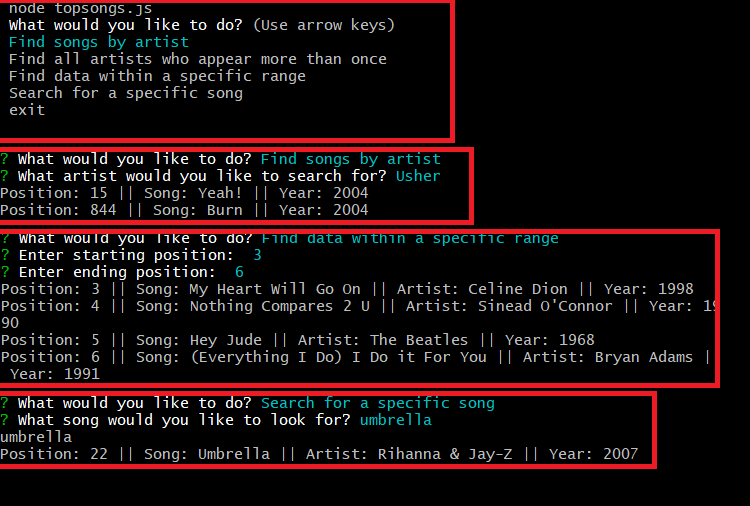 node topsongs.js
What would you like to do? (Use arrow keys)
Find songs by artist
Find all artists who appear more than once
Find data within a specific range
Search for a specific song
exit
? What would you like to do? Find songs by artist
? What artist would you like to search for? Usher
Position: 15 || Song: Yeah! || Year: 2004
Position: 844 || Song: Burn || Year: 2004
? What would you like to do? Find data within a specific range
? Enter starting position: 3
? Enter ending position: 6
Position: 3 || Song: My Heart Will Go On || Artist: Celine Dion || Year: 1998
Position: 4 || Song: Nothing Compares 2 U || Artist: Sinead O'Connor || Year: 19
90
Position: 5 || Song: Hey Jude || Artist: The Beatles || Year: 1968
Position: 6 || Song: (Everything I Do) I Do it For You || Artist: Bryan Adams |
Year: 1991
? What would you like to do? Search for a specific song
? What song would you like to look for? umbrella
umbrella
Position: 22 || Song: Umbrella || Artist: Rihanna & Jay-Z || Year: 2007